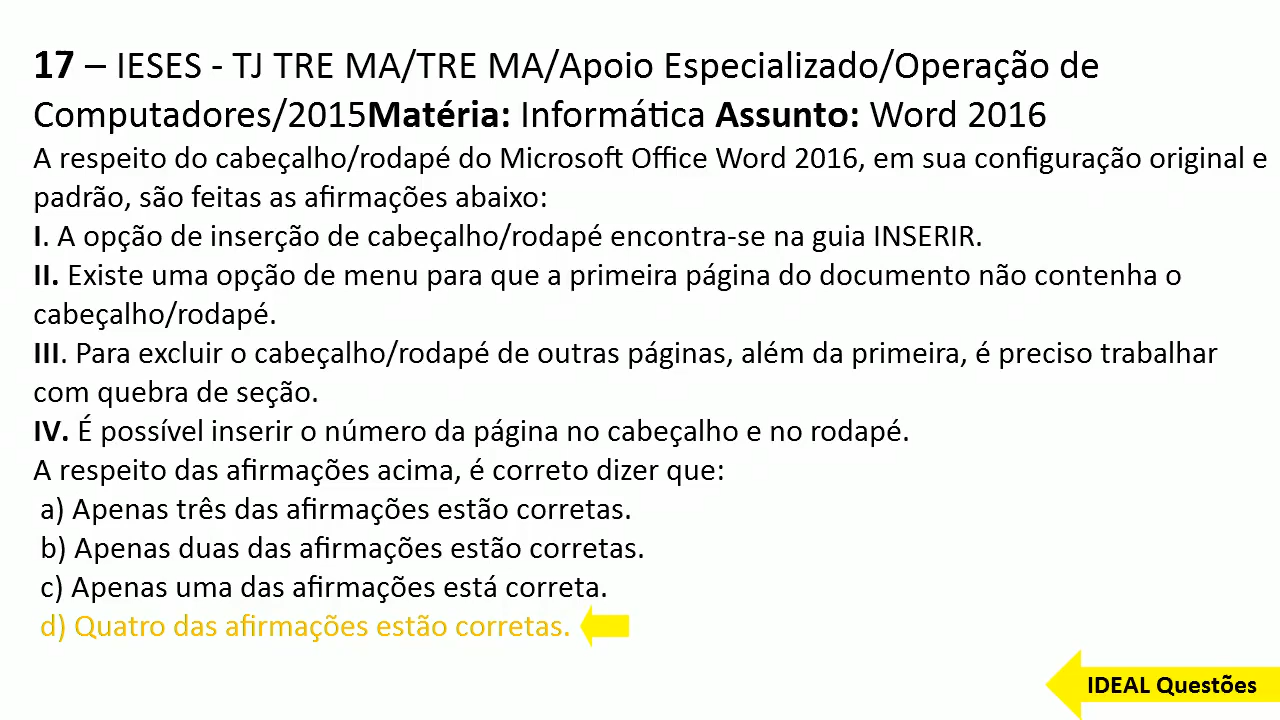 17 – IESES - TJ TRE MA/TRE MA/Apoio Especializado/Operação de
Computadores/2015Matéria: Informática Assunto: Word 2016
A respeito do cabeçalho/rodapé do Microsoft Office Word 2016, em sua configuração original e
padrão, são feitas as afirmações abaixo:
I. A opção de inserção de cabeçalho/rodapé encontra-se na guia INSERIR.
II. Existe uma opção de menu para que a primeira página do documento não contenha o
cabeçalho/rodapé.
III. Para excluir o cabeçalho/rodapé de outras páginas, além da primeira, é preciso trabalhar
com quebra de seção.
IV. É possível inserir o número da página no cabeçalho e no rodapé.
A respeito das afirmações acima, é correto dizer que:
a) Apenas três das afirmações estão corretas.
b) Apenas duas das afirmações estão corretas.
c) Apenas uma das afirmações está correta.
d) Quatro das afirmações estão corretas.
IDEAL Questões